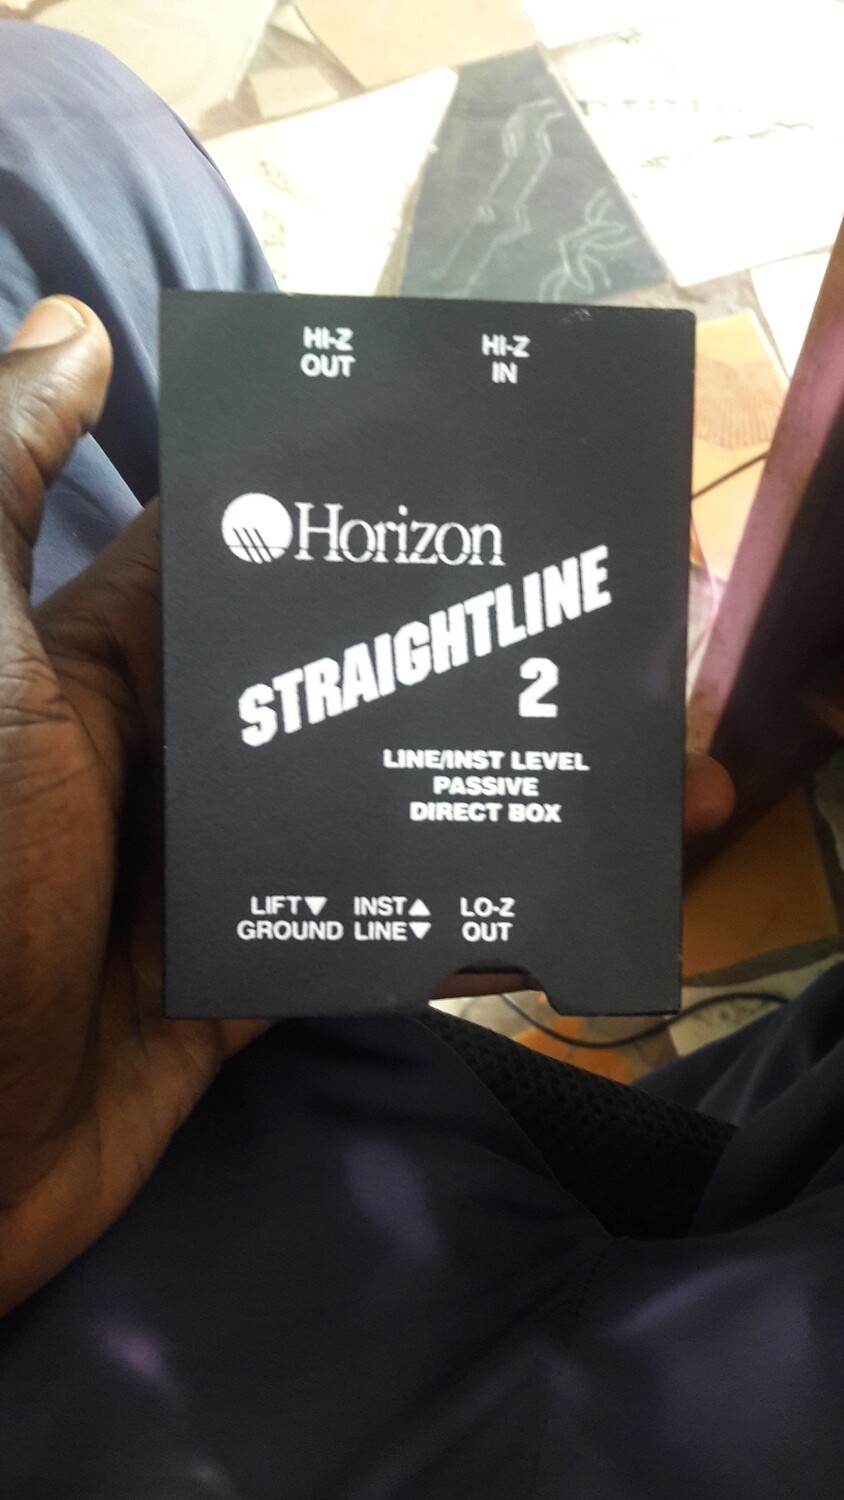 HI-Z HI-Z
OUT IN
Horizon
STRAIGHTLINE
2
LINE/INST LEVEL
PASSIVE
DIRECT BOX
LIFT▼ INST▲ LO-Z
GROUND LINE▼ OUT